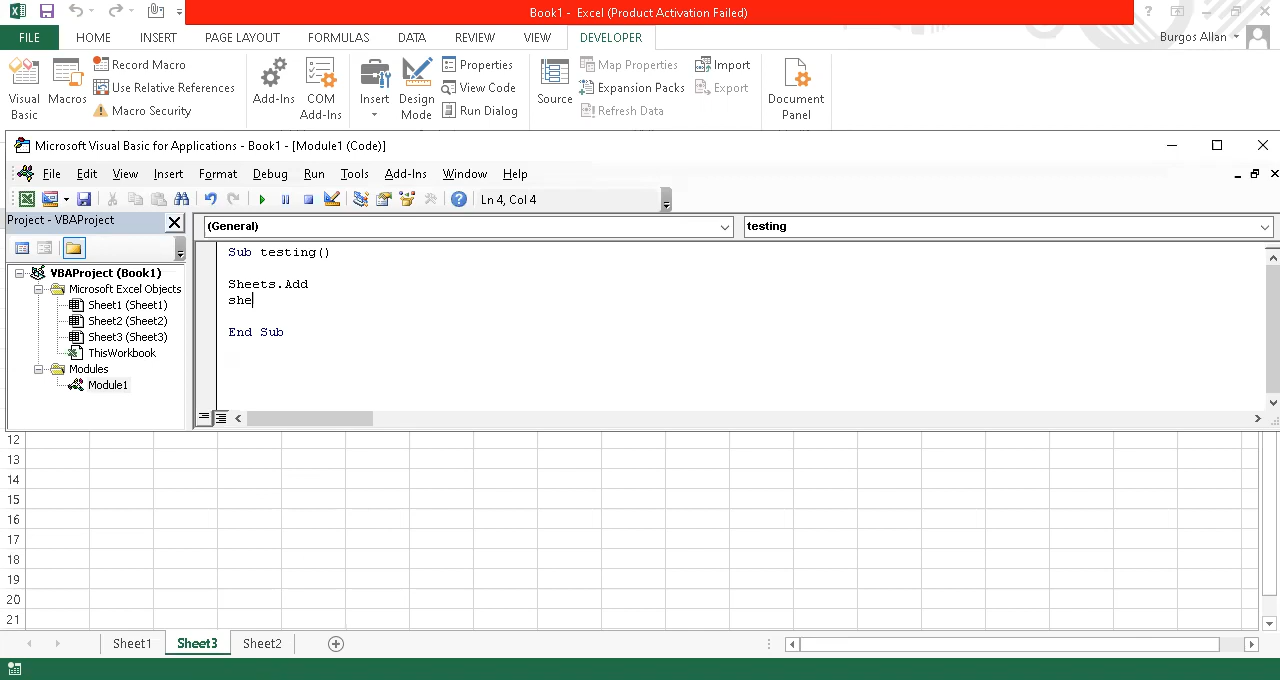 Book1 - Excel (Product Activation Failed)
FILE HOME INSERT PAGE LAYOUT FORMULAS DATA REVIEW VIEW DEVELOPER Burgos Allan
Record Macro
Use Relative References
Macro Security
Visual Basic
Macros
Add-Ins
COM Add-Ins
Insert
Design Mode
Properties
View Code
Run Dialog
Source
Map Properties
Expansion Packs
Refresh Data
Import
Export
Document Panel
Microsoft Visual Basic for Applications - Book1 - [Module1 (Code)]
File Edit View Insert Format Debug Run Tools Add-Ins Window Help
Ln 4, Col 4
Project - VBAProject
(General) testing
VBAProject (Book1)
Microsoft Excel Objects
Sheet1 (Sheet1)
Sheet2 (Sheet2)
Sheet3 (Sheet3)
ThisWorkbook
Modules
Module1
Sub testing()
Sheets.Add
she
End Sub
12
13
14
15
16
17
18
19
20
21
Sheet1 Sheet3 Sheet2